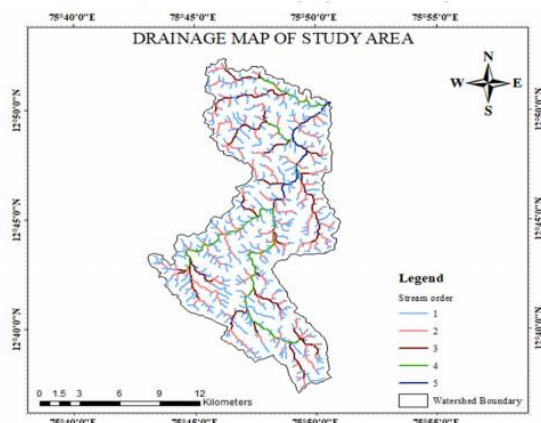 75°40'0"E 75°45'0"E 75°50'0"E 75°55'0"E
DRAINAGE MAP OF STUDY AREA
N
W E
S
12°50'0"N 12°50'0"N
12°45'0"N 12°45'0"N
Legend
Stream order
1
2
3
4
5
Watershed Boundary
12°40'0"N 12°40'0"N
0 1.5 3 6 9 12
Kilometers
75°40'0"E 75°45'0"E 75°50'0"E 75°55'0"E